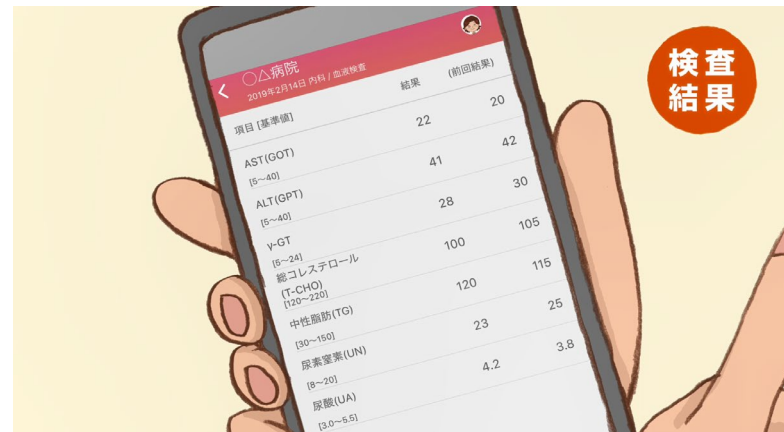 ○△病院
2019年2月14日 内科 / 血液検査
項目 [基準値] 結果 (前回結果)
AST(GOT) 22 20
[5~40]
ALT(GPT) 41 42
[5~40]
γ-GT 28 30
[6~24]
総コレステロール 100 105
(T-CHO)
[120~220]
中性脂肪(TG) 120 115
[30~150]
尿素窒素(UN) 23 25
[8~20]
尿酸(UA) 4.2 3.8
[3.0~5.5]
検査
結果